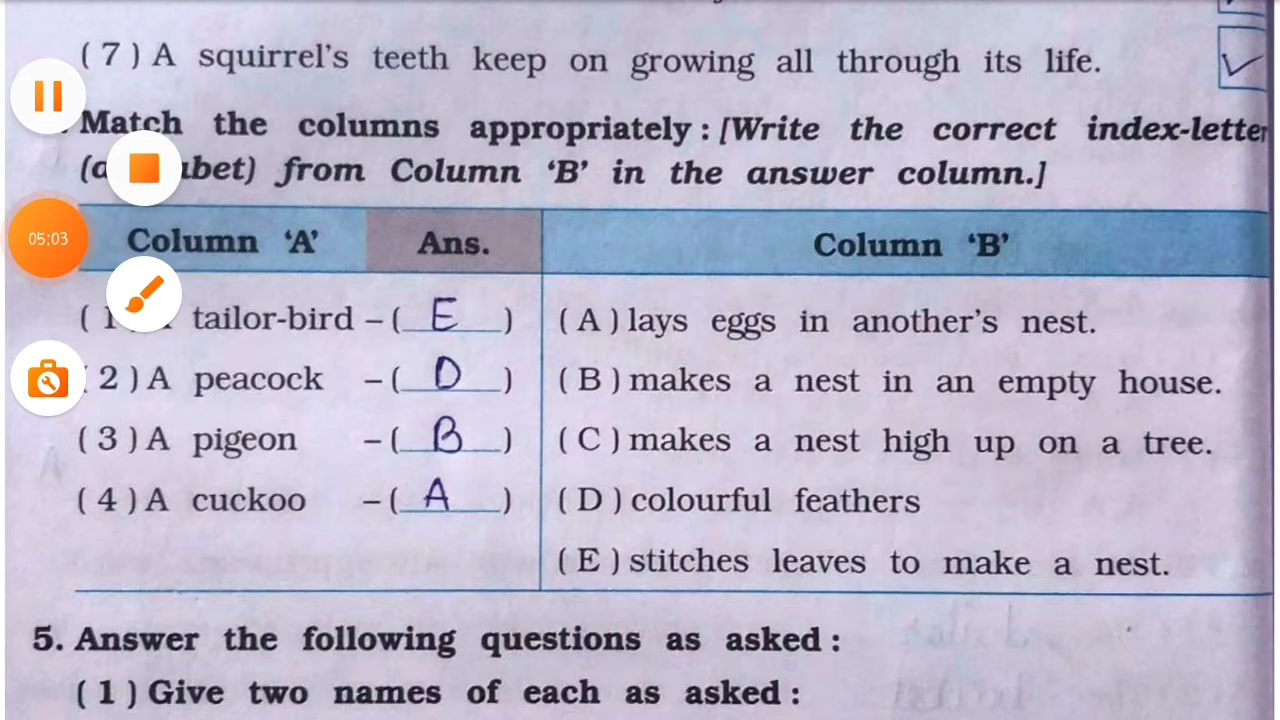 ( 7 ) A squirrel's teeth keep on growing all through its life.
Match the columns appropriately : [Write the correct index-letter
from Column 'B' in the answer column.]
Column 'A' Ans. Column 'B'
05:03
tailor-bird – ( E ) ( A ) lays eggs in another's nest.
2 ) A peacock – ( D ) ( B ) makes a nest in an empty house.
( 3 ) A pigeon – ( B ) ( C ) makes a nest high up on a tree.
( 4 ) A cuckoo – ( A ) ( D ) colourful feathers
( E ) stitches leaves to make a nest.
5. Answer the following questions as asked :
( 1 ) Give two names of each as asked :